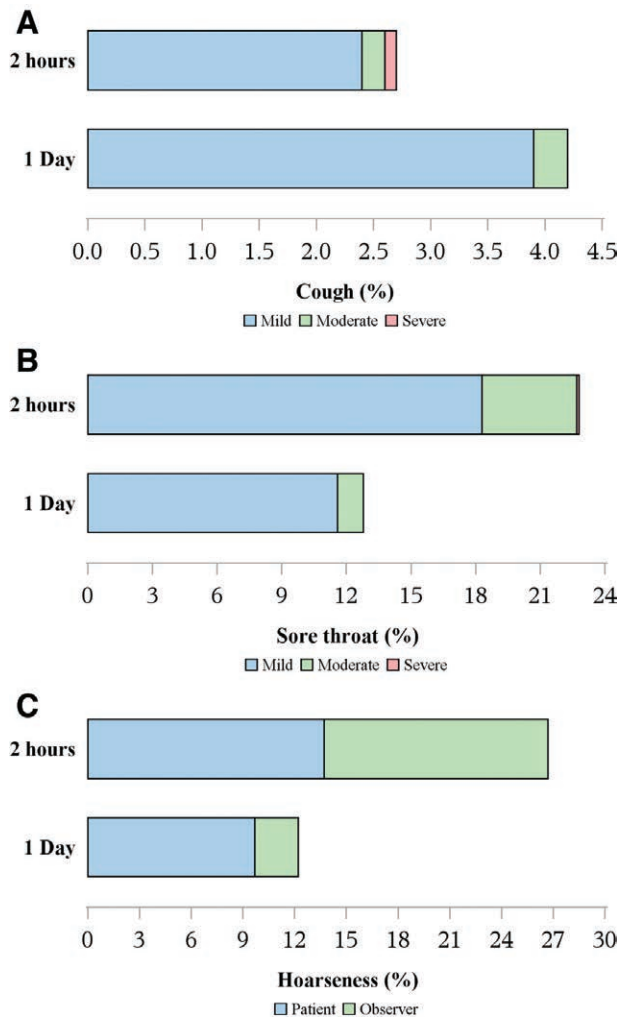 A
2 hours
1 Day
0.0 0.5 1.0 1.5 2.0 2.5 3.0 3.5 4.0 4.5
Cough (%)
Mild Moderate Severe
B
2 hours
1 Day
0 3 6 9 12 15 18 21 24
Sore throat (%)
Mild Moderate Severe
C
2 hours
1 Day
0 3 6 9 12 15 18 21 24 27 30
Hoarseness (%)
Patient Observer